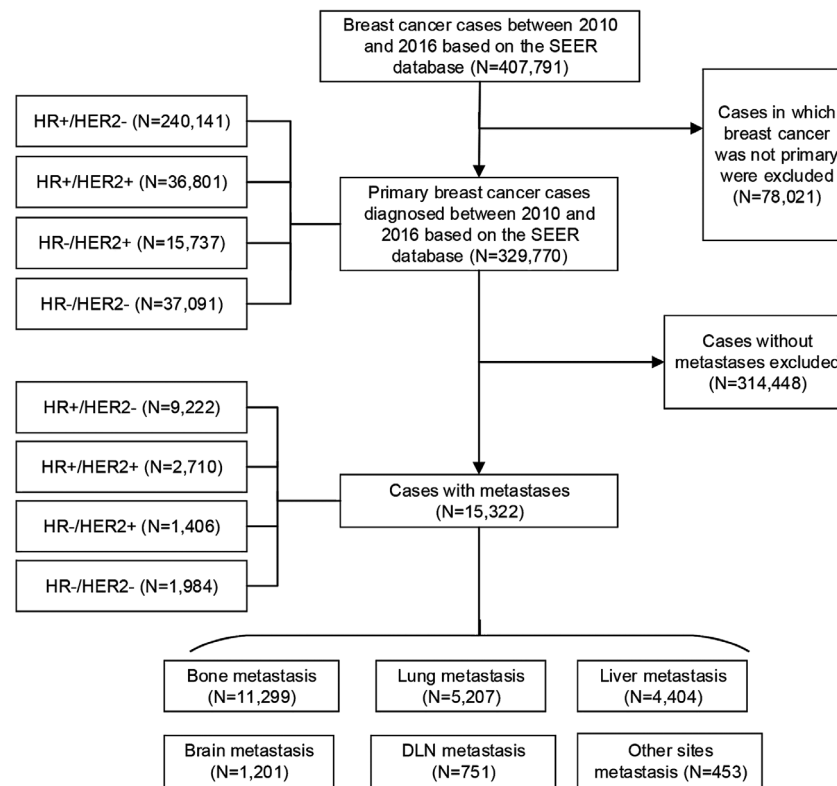 Breast cancer cases between 2010
and 2016 based on the SEER
database (N=407,791)
Cases in which
breast cancer
was not primary
were excluded
(N=78,021)
HR+/HER2- (N=240,141)
HR+/HER2+ (N=36,801)
HR-/HER2+ (N=15,737)
HR-/HER2- (N=37,091)
Primary breast cancer cases
diagnosed between 2010 and
2016 based on the SEER
database (N=329,770)
Cases without
metastases excluded
(N=314,448)
HR+/HER2- (N=9,222)
HR+/HER2+ (N=2,710)
HR-/HER2+ (N=1,406)
HR-/HER2- (N=1,984)
Cases with metastases
(N=15,322)
Bone metastasis
(N=11,299)
Lung metastasis
(N=5,207)
Liver metastasis
(N=4,404)
Brain metastasis
(N=1,201)
DLN metastasis
(N=751)
Other sites
metastasis (N=453)